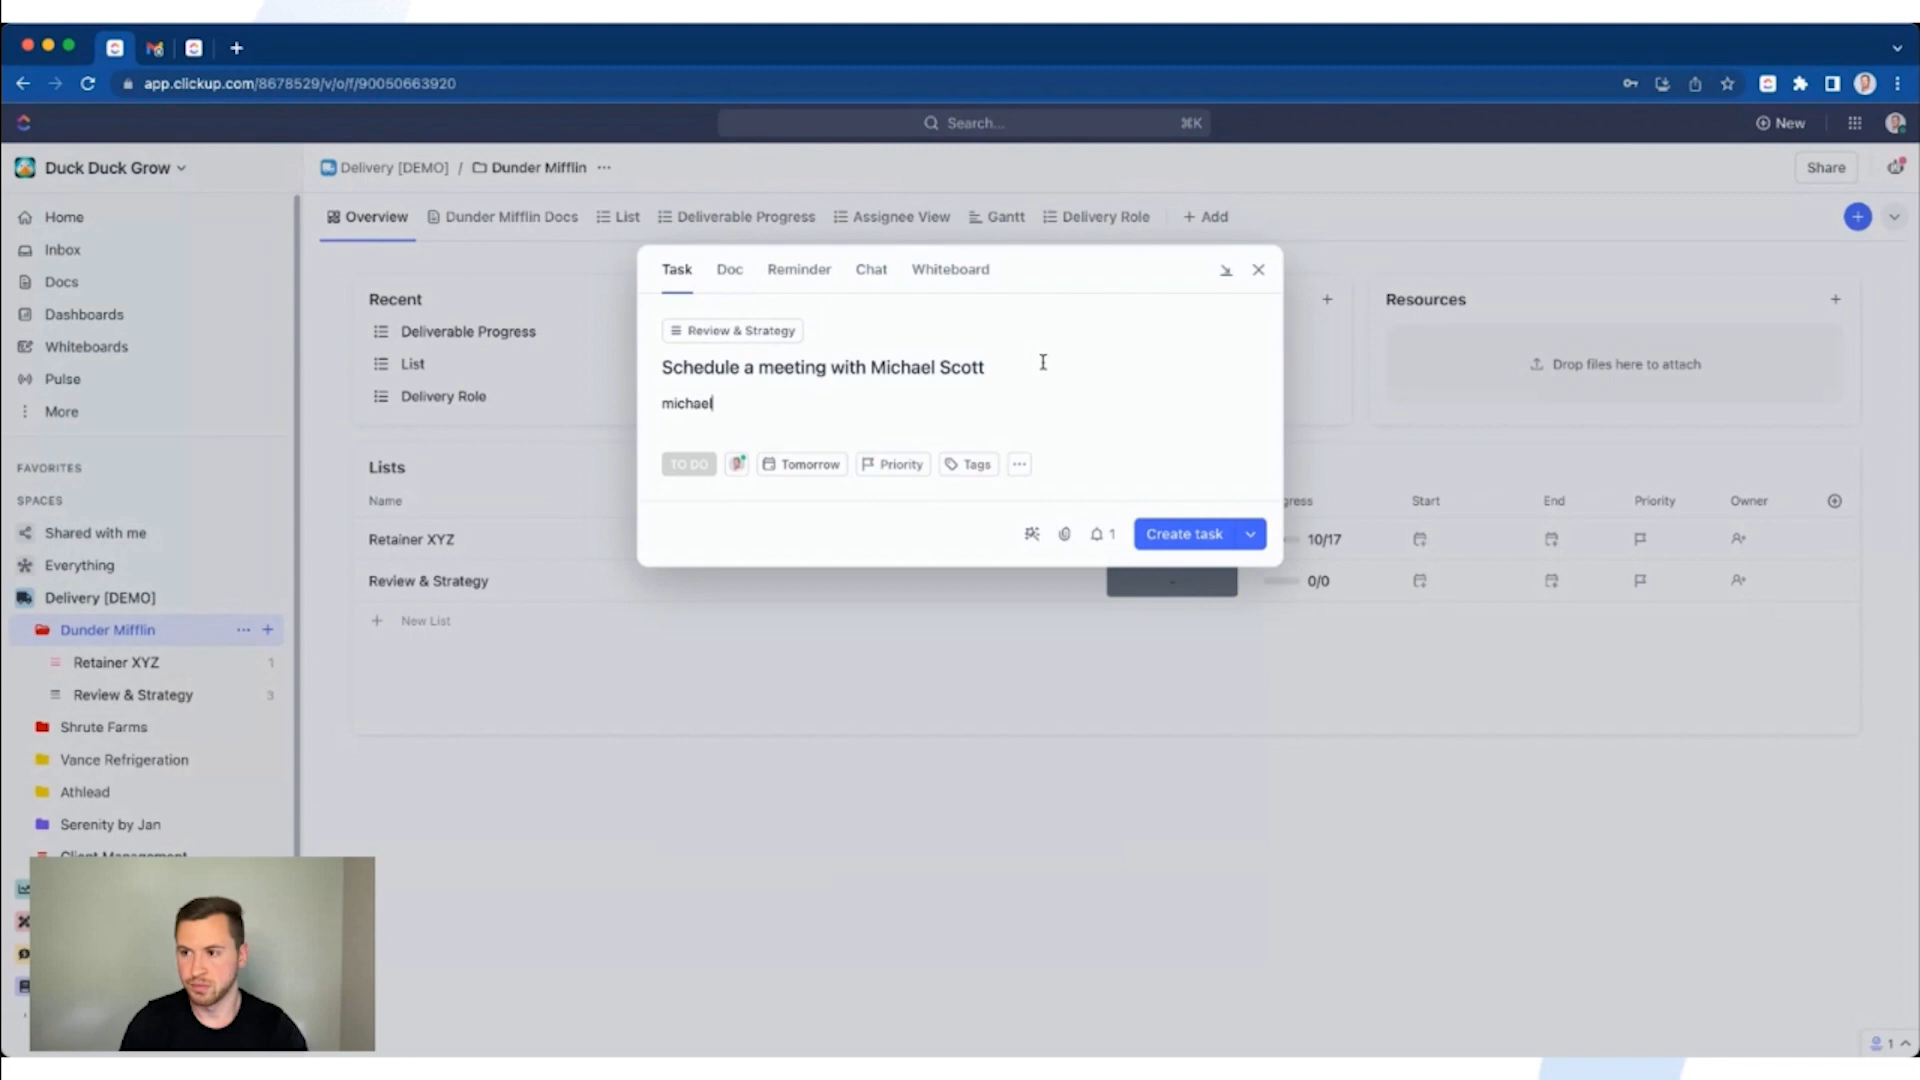 app.clickup.com/8678529/v/o/f/90050663920
Search...
⌘K
New
Duck Duck Grow
Delivery [DEMO] / Dunder Mifflin
Share
Home
Inbox
Docs
Dashboards
Whiteboards
Pulse
More
FAVORITES
SPACES
Shared with me
Everything
Delivery [DEMO]
Dunder Mifflin
Retainer XYZ 1
Review & Strategy 3
Shrute Farms
Vance Refrigeration
Athlead
Serenity by Jan
Client Management
Overview Dunder Mifflin Docs List Deliverable Progress Assignee View Gantt Delivery Role + Add
Recent
Deliverable Progress
List
Delivery Role
Resources
Drop files here to attach
Task Doc Reminder Chat Whiteboard
Review & Strategy
Schedule a meeting with Michael Scott
michael
TO DO Tomorrow Priority Tags
1 Create task
Lists
Name Start End Priority Owner
Retainer XYZ 10/17
Review & Strategy - 0/0
+ New List
1